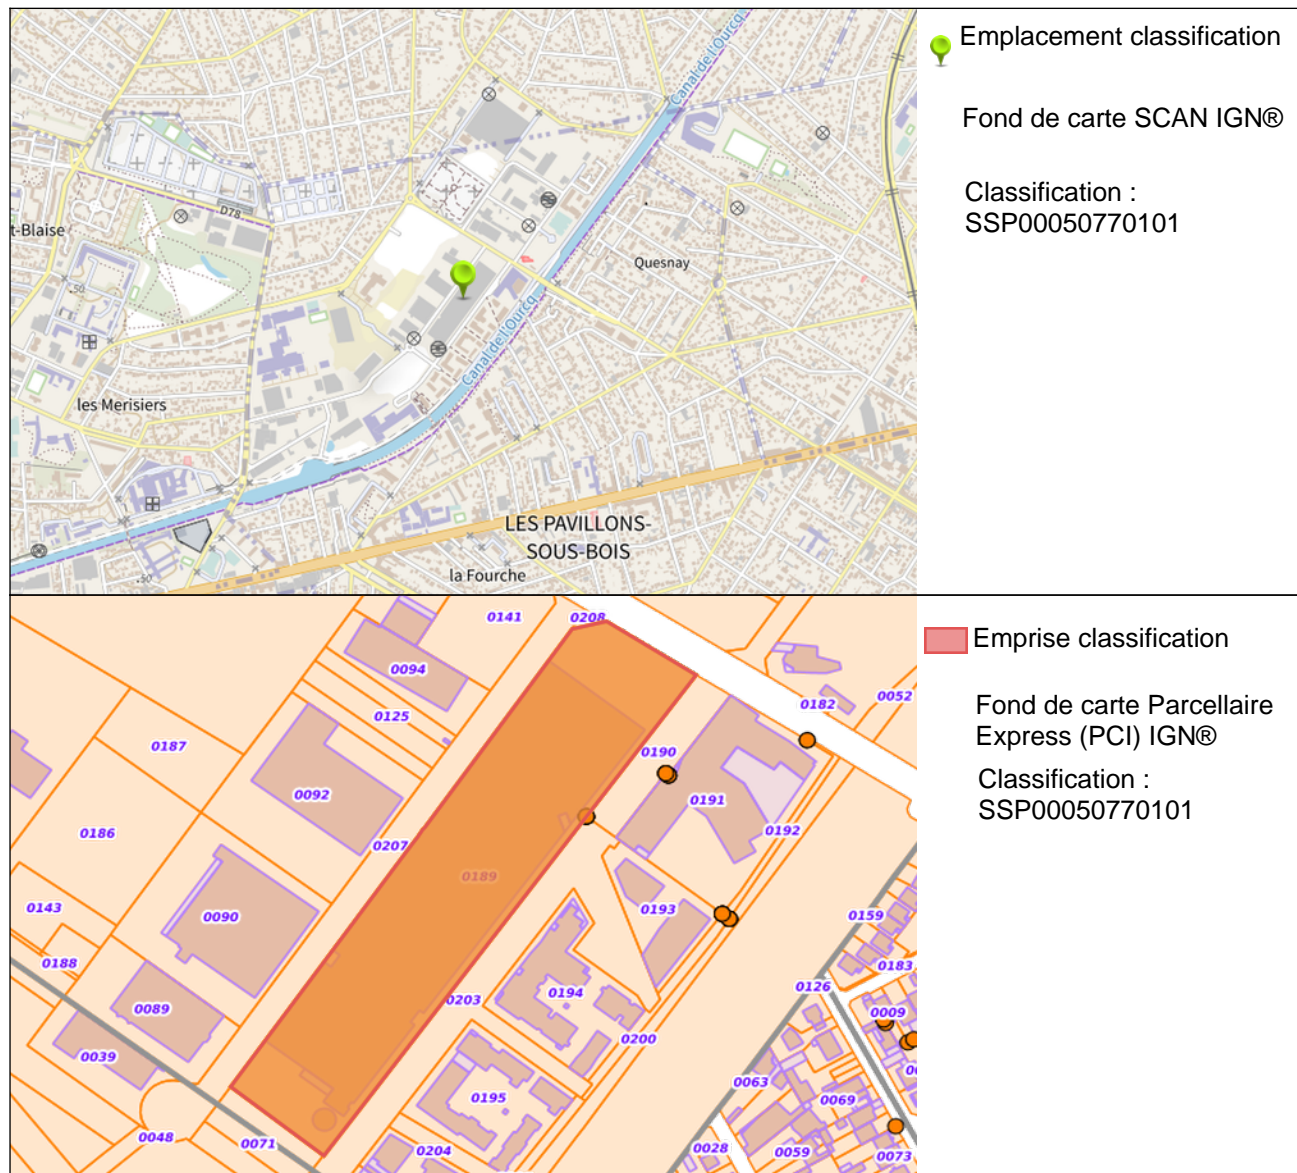 Emplacement classification
Fond de carte SCAN IGN®
Classification :
SSP00050770101
Canal de l'Ourcq
D78
t-Blaise
Quesnay
.50
Canal de l'Ourcq
les Merisiers
LES PAVILLONS-
SOUS-BOIS
.50
la Fourche
Emprise classification
Fond de carte Parcellaire
Express (PCI) IGN®
Classification :
SSP00050770101
0141
0208
0094
0052
0182
0125
0187
0190
0092
0191
0186
0192
0207
0189
0143
0090
0193
0159
0188
0183
0126
0194
0203
0089
0009
0200
0039
0063
0195
0069
0048
0071
0204
0028
0059
0073